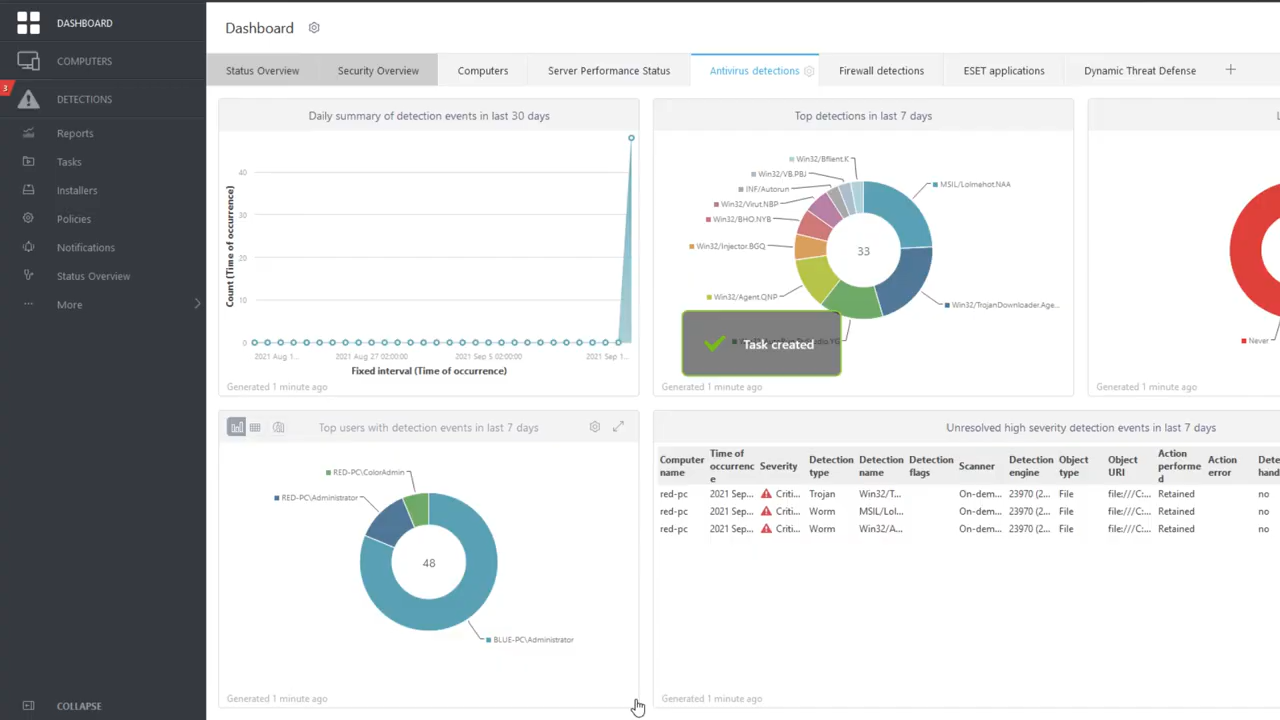 DASHBOARD
COMPUTERS
3
DETECTIONS
Reports
Tasks
Installers
Policies
Notifications
Status Overview
More
COLLAPSE
Dashboard
Status Overview
Security Overview
Computers
Server Performance Status
Antivirus detections
Firewall detections
ESET applications
Dynamic Threat Defense
Daily summary of detection events in last 30 days
Count (Time of occurrence)
40
30
20
10
0
2021 Aug 1...
2021 Aug 27 02:00:00
2021 Sep 5 02:00:00
2021 Sep 1...
Fixed interval (Time of occurrence)
Generated 1 minute ago
Top detections in last 7 days
Win32/Bflient.K
Win32/VB.PBJ
INF/Autorun
Win32/Virut.NBP
Win32/BHO.NYB
Win32/Injector.BGQ
Win32/Agent.QNP
MSIL/Lolmehot.NAA
Win32/TrojanDownloader.Age...
33
Task created
Generated 1 minute ago
L
Never
Generated 1 minute ago
Top users with detection events in last 7 days
RED-PC\ColorAdmin
RED-PC\Administrator
48
BLUE-PC\Administrator
Generated 1 minute ago
Unresolved high severity detection events in last 7 days
Computer name Time of occurrenc e Severity Detection type Detection name Detection flags Scanner Detection engine Object type Object URI Action performe d Action error Dete hand
red-pc 2021 Sep... Criti... Trojan Win32/T... On-dem... 23970 (2... File file:///C:... Retained no
red-pc 2021 Sep... Criti... Worm MSIL/Lol... On-dem... 23970 (2... File file:///C:... Retained no
red-pc 2021 Sep... Criti... Worm Win32/A... On-dem... 23970 (2... File file:///C:... Retained no
Generated 1 minute ago